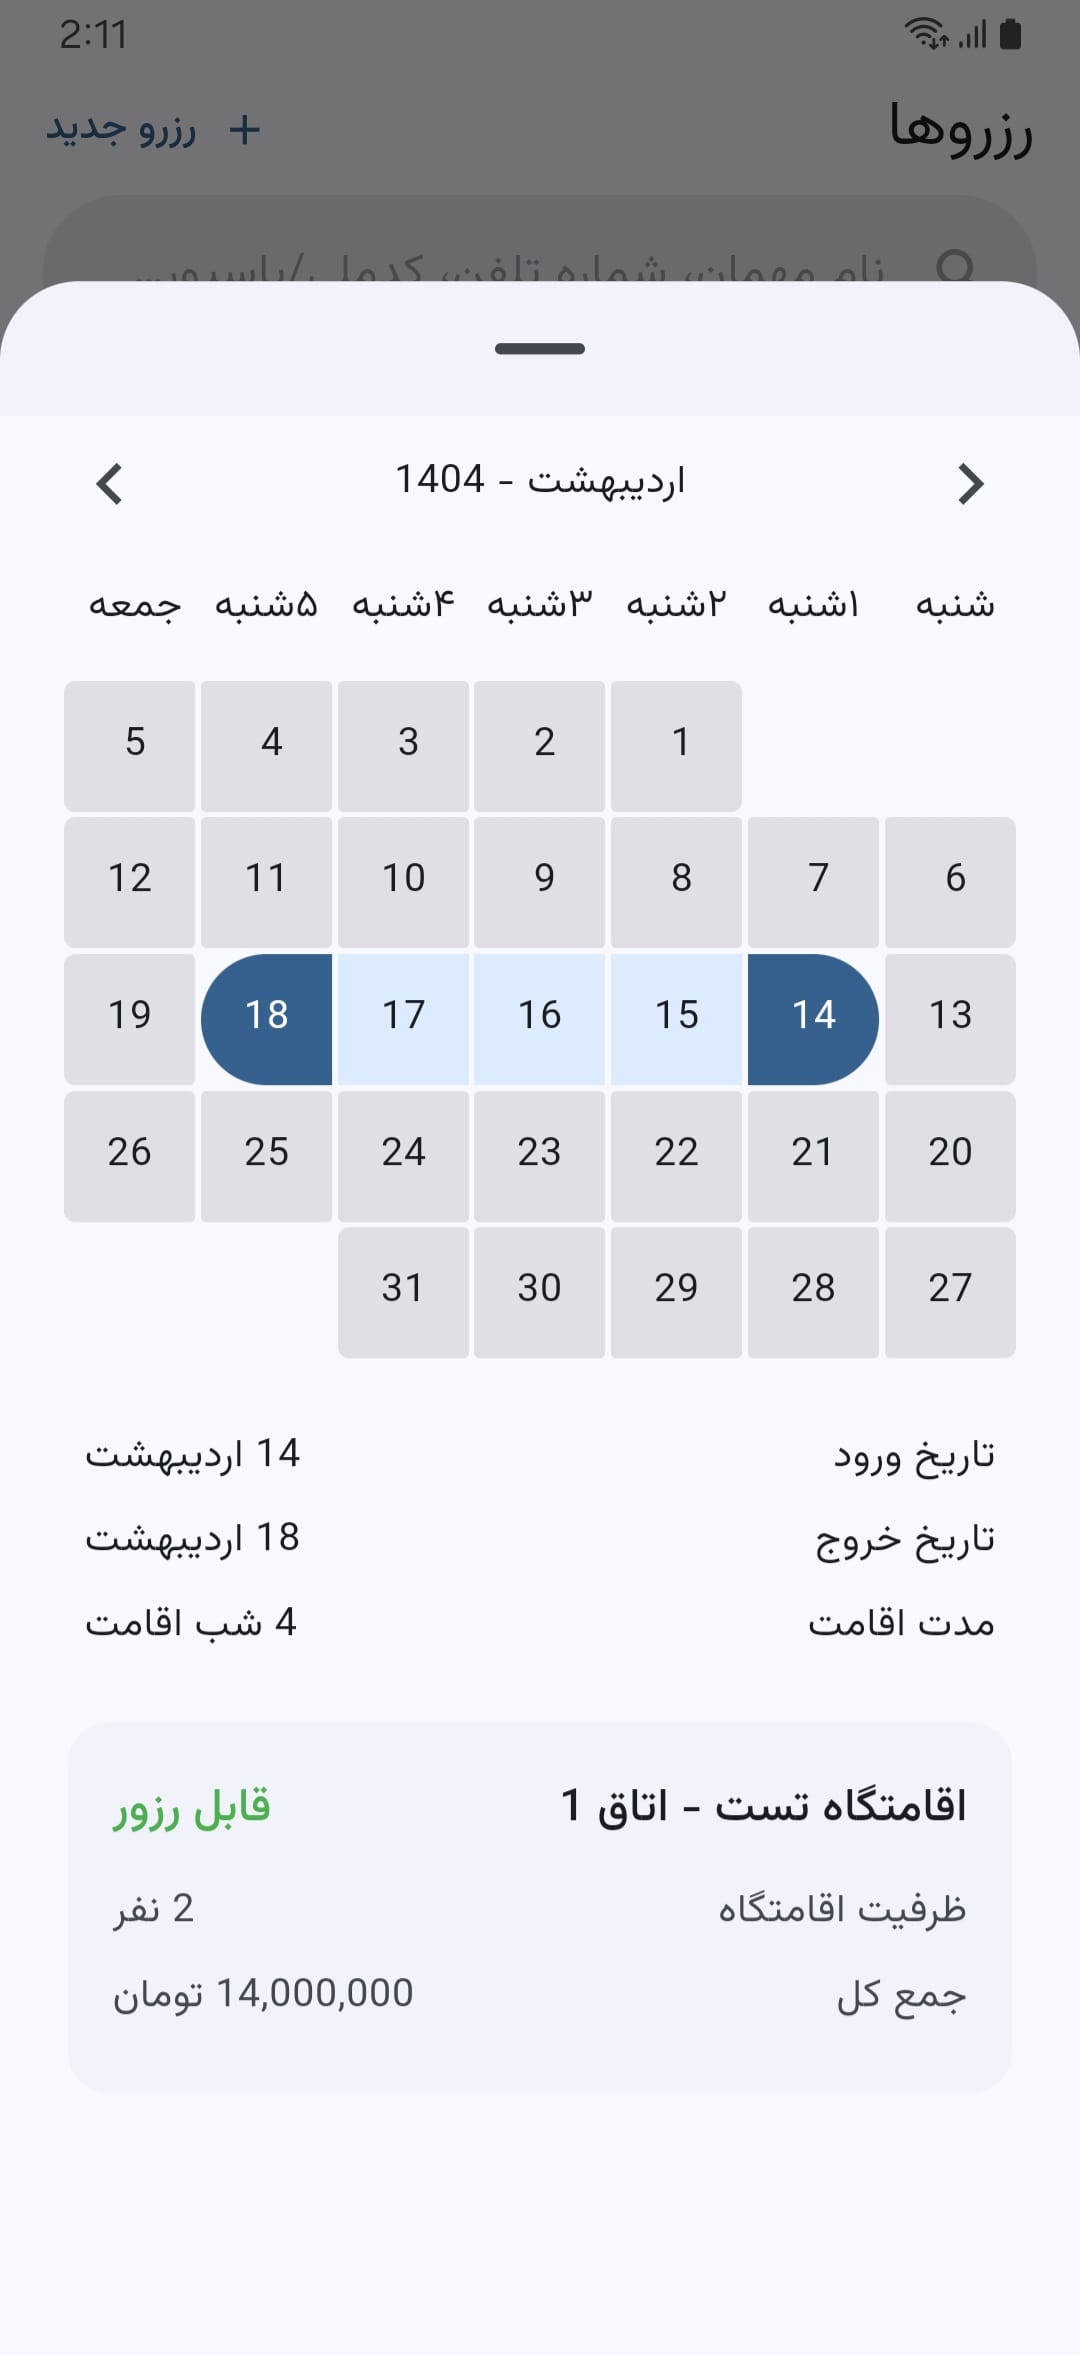 2:11
رزروها
+ رزرو جدید
نام مهمان، شماره تلفن، کدملی/پاسپور...
اردیبهشت - 1404
شنبه ۱شنبه ۲شنبه ۳شنبه ۴شنبه ۵شنبه جمعه
1 2 3 4 5
6 7 8 9 10 11 12
13 14 15 16 17 18 19
20 21 22 23 24 25 26
27 28 29 30 31
تاریخ ورود 14 اردیبهشت
تاریخ خروج 18 اردیبهشت
مدت اقامت 4 شب اقامت
اقامتگاه تست - اتاق 1 قابل رزور
ظرفیت اقامتگاه 2 نفر
جمع کل 14,000,000 تومان